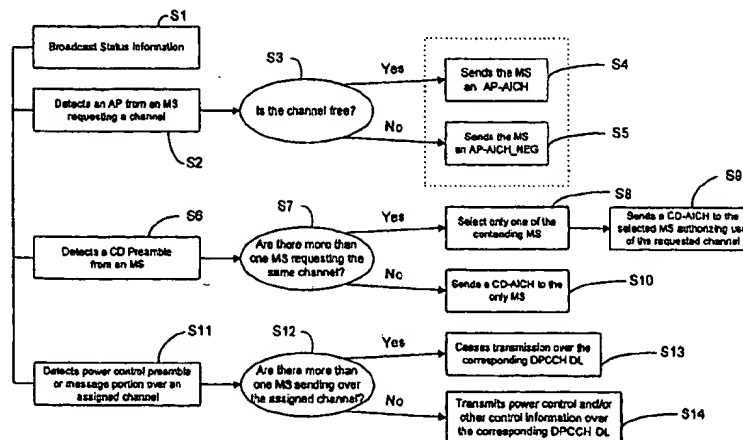 S1
Broadcast Status Information
S3
Yes
Sends the MS
an AP-AICH
S4
Detects an AP from an MS
requesting a channel
Is the channel free?
S2
No
Sends the MS
an AP-AICH_NEG
S5
S6
S7
S8
S9
Detects a CD Preamble
from an MS
Are there more than
one MS requesting the
same channel?
Yes
Select only one of the
contending MS
Sends a CD-AICH to the
selected MS authorizing use
of the requested channel
No
Sends a CD-AICH to the
only MS
S10
S11
S12
Detects power control preamble
or message portion over an
assigned channel
Are there more than
one MS sending over
the assigned channel?
Yes
Ceases transmission over the
corresponding DPCCH DL
S13
No
Transmits power control and/or
other control information over
the corresponding DPCCH DL
S14